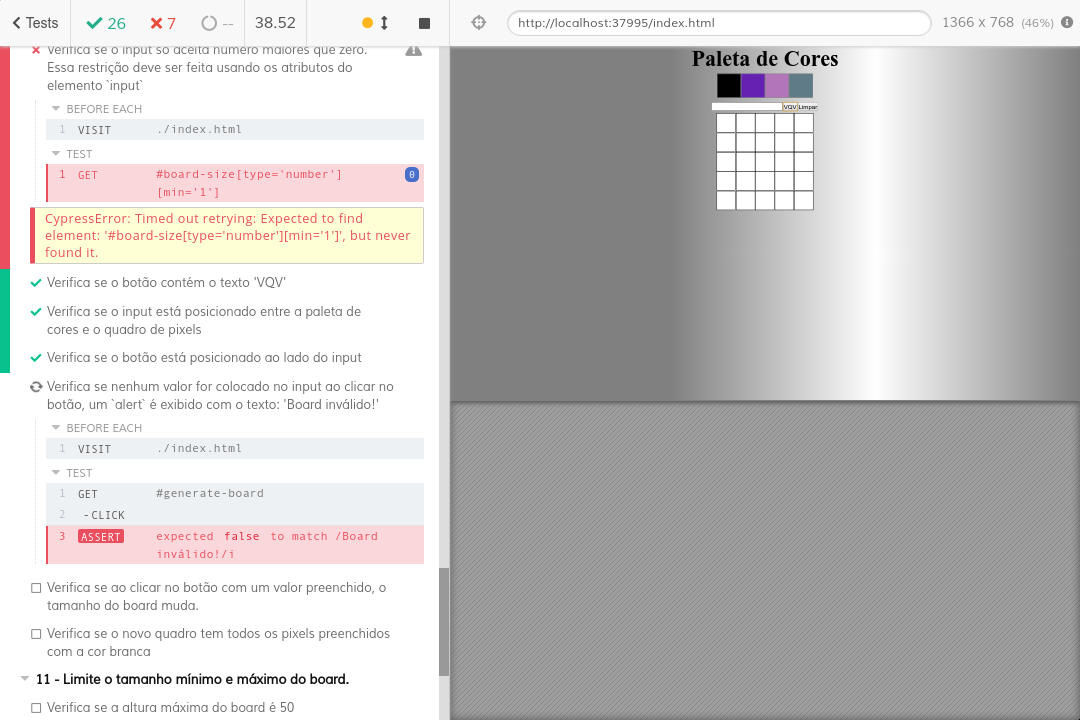 Tests 26 7 -- 38.52
http://localhost:37995/index.html 1366 x 768 (46%)
Verifica se o input só aceita número maiores que zero.
Essa restrição deve ser feita usando os atributos do
elemento `input`
BEFORE EACH
1 VISIT ./index.html
TEST
1 GET #board-size[type='number']
[min='1'] 0
CypressError: Timed out retrying: Expected to find
element: '#board-size[type='number'][min='1']', but never
found it.
Verifica se o botão contém o texto 'VQV'
Verifica se o input está posicionado entre a paleta de
cores e o quadro de pixels
Verifica se o botão está posicionado ao lado do input
Verifica se nenhum valor for colocado no input ao clicar no
botão, um `alert` é exibido com o texto: 'Board inválido!'
BEFORE EACH
1 VISIT ./index.html
TEST
1 GET #generate-board
2 -CLICK
3 ASSERT expected false to match /Board
inválido!/i
Verifica se ao clicar no botão com um valor preenchido, o
tamanho do board muda.
Verifica se o novo quadro tem todos os pixels preenchidos
com a cor branca
11 - Limite o tamanho mínimo e máximo do board.
Verifica se a altura máxima do board é 50
Paleta de Cores
VQV Limpar